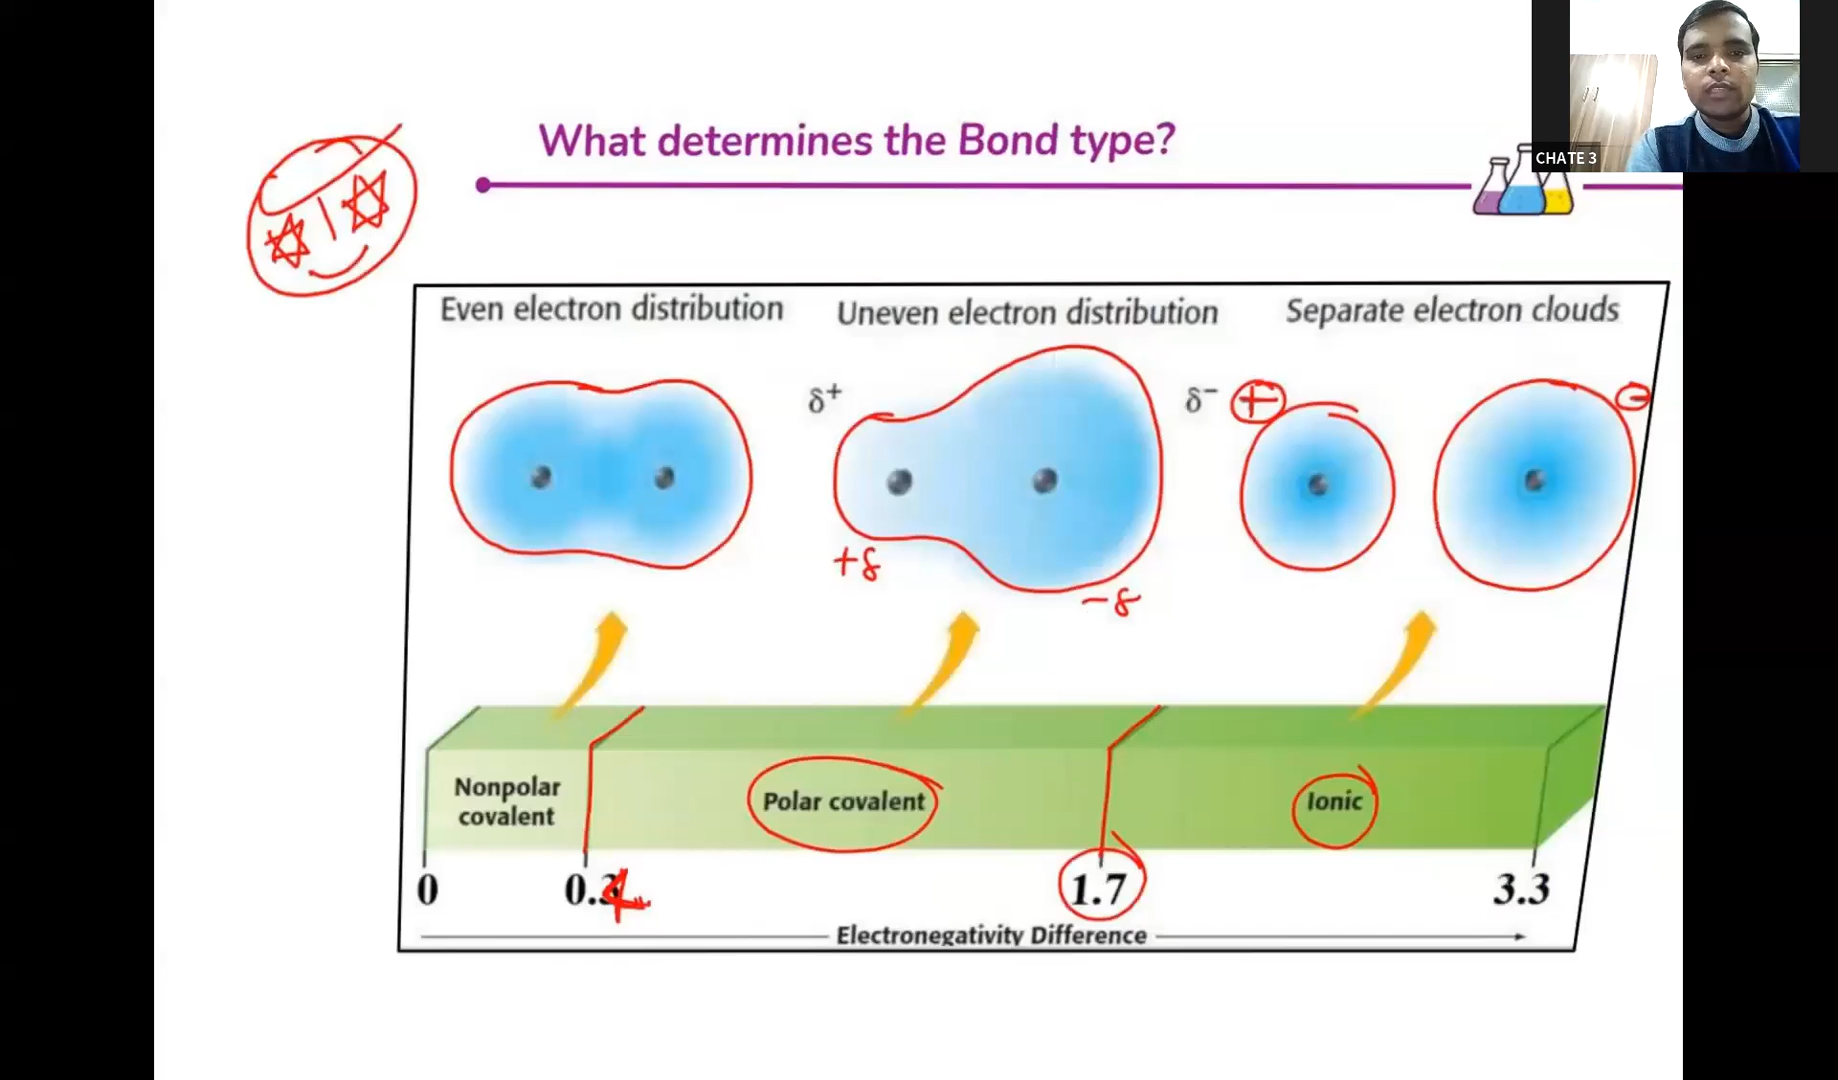 CHATE 3
What determines the Bond type?
Even electron distribution
Uneven electron distribution
Separate electron clouds
δ+
δ−
+
-
+δ
-δ
Nonpolar
covalent
Polar covalent
Ionic
0
0.4
1.7
3.3
Electronegativity Difference